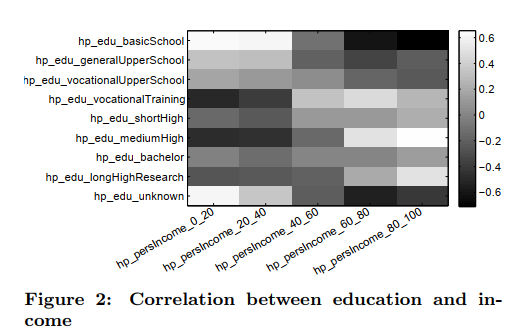 hp_edu_basicSchool
hp_edu_generalUpperSchool
hp_edu_vocationalUpperSchool
hp_edu_vocationalTraining
hp_edu_shortHigh
hp_edu_mediumHigh
hp_edu_bachelor
hp_edu_longHighResearch
hp_edu_unknown
hp_persIncome_0_20
hp_persIncome_20_40
hp_persIncome_40_60
hp_persIncome_60_80
hp_persIncome_80_100
0.6
0.4
0.2
0
−0.2
−0.4
−0.6
Figure 2: Correlation between education and in-
come